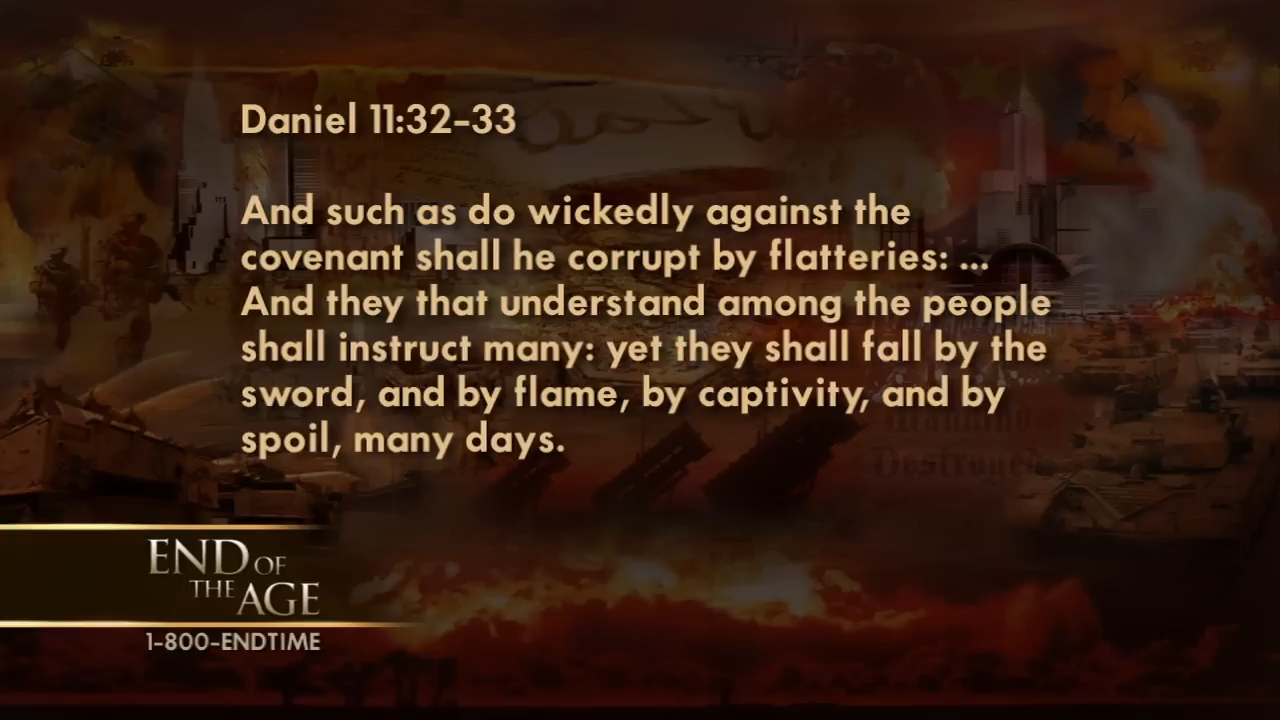 Daniel 11:32-33
And such as do wickedly against the
covenant shall he corrupt by flatteries: ...
And they that understand among the people
shall instruct many: yet they shall fall by the
sword, and by flame, by captivity, and by
spoil, many days.
Destroyer
END OF
THE AGE
1-800-ENDTIME